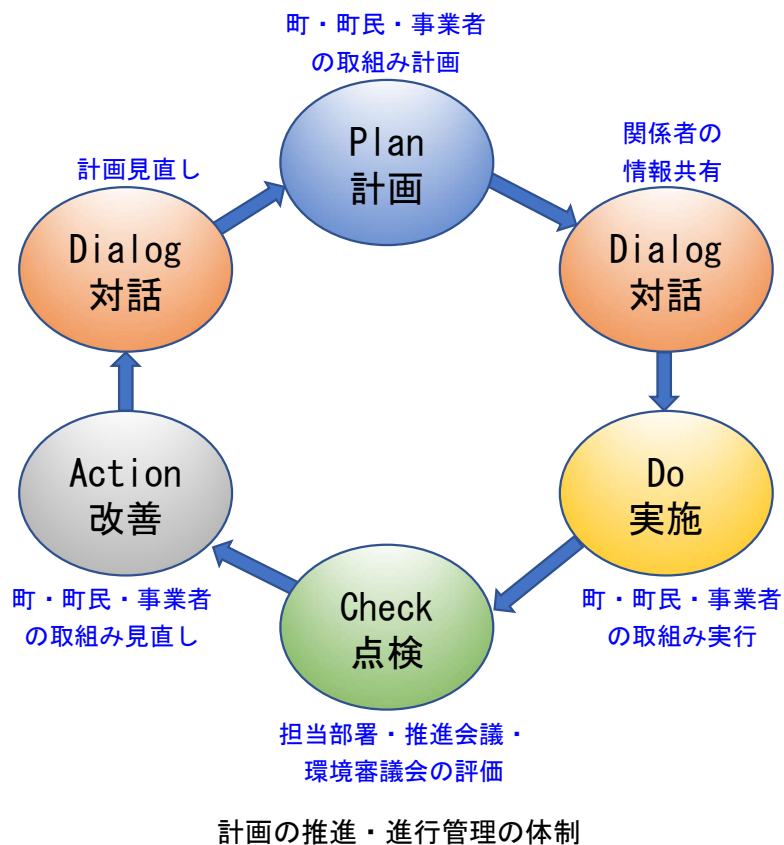 町・町民・事業者
の取組み計画
Plan
計画
関係者の
情報共有
Dialog
対話
Do
実施
町・町民・事業者
の取組み実行
Check
点検
担当部署・推進会議・
環境審議会の評価
Action
改善
町・町民・事業者
の取組み見直し
計画見直し
Dialog
対話
計画の推進・進行管理の体制